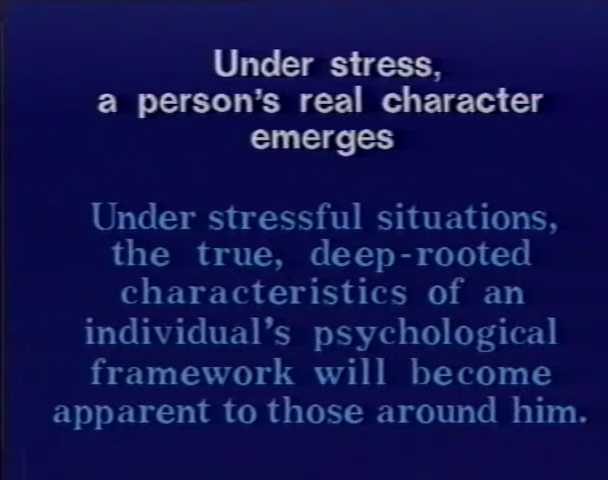 Under stress,
a person's real character
emerges
Under stressful situations,
the true, deep-rooted
characteristics of an
individual's psychological
framework will become
apparent to those around him.